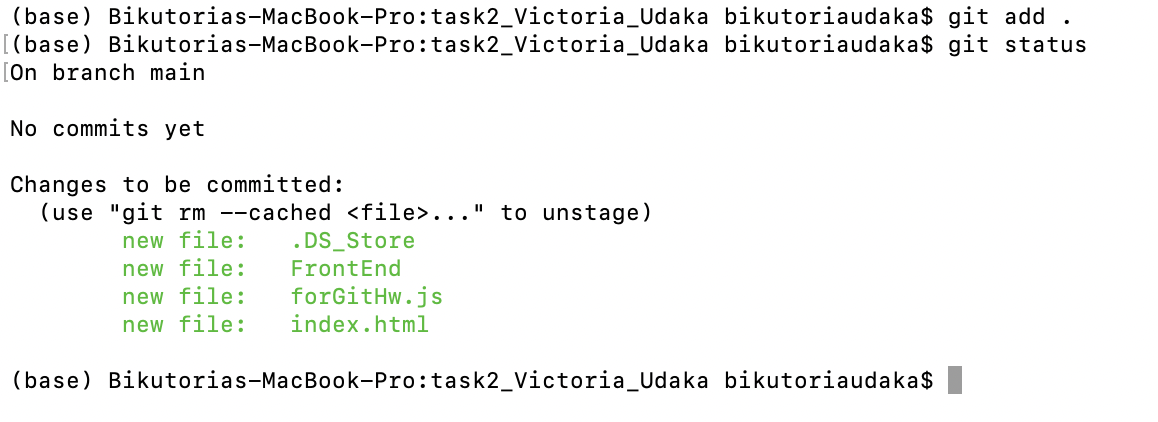 (base) Bikutorias-MacBook-Pro:task2_Victoria_Udaka bikutoriaudaka$ git add .
[(base) Bikutorias-MacBook-Pro:task2_Victoria_Udaka bikutoriaudaka$ git status
[On branch main
No commits yet
Changes to be committed:
  (use "git rm --cached <file>..." to unstage)
        new file:   .DS_Store
        new file:   FrontEnd
        new file:   forGitHw.js
        new file:   index.html
(base) Bikutorias-MacBook-Pro:task2_Victoria_Udaka bikutoriaudaka$